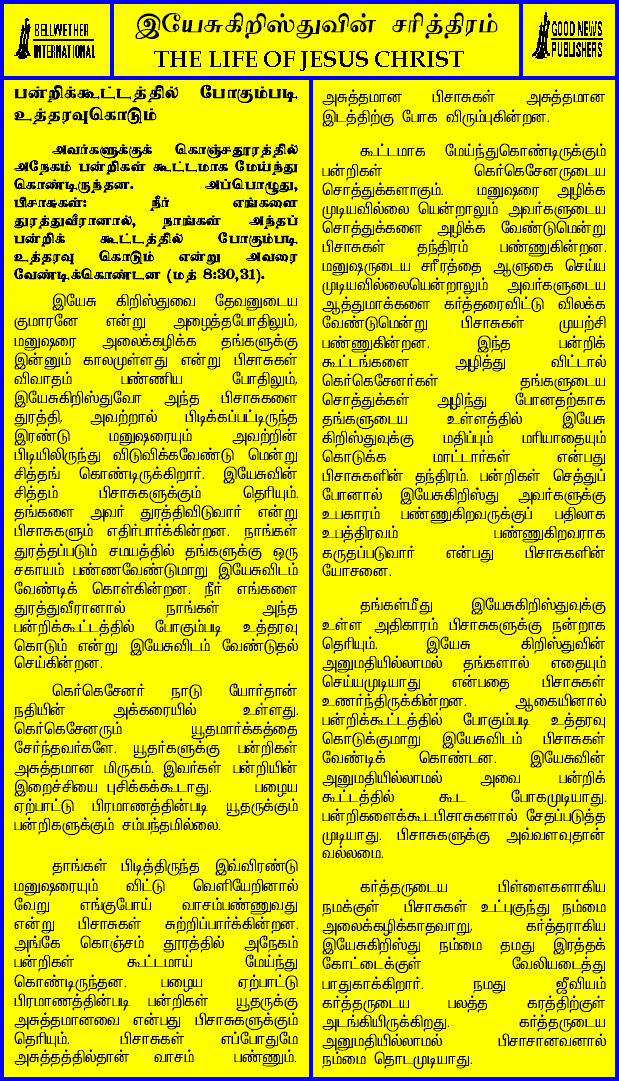 BELLWETHER
INTERNATIONAL
இயேசுகிறிஸ்துவின் சரித்திரம்
THE LIFE OF JESUS CHRIST
GOOD NEWS
PUBLISHERS
பன்றிக்கூட்டத்தில் போகும்படி
உத்தரவுகொடும்
அவர்களுக்குக் கொஞ்சதூரத்தில்
அநேகம் பன்றிகள் கூட்டமாக மேய்ந்து
கொண்டிருந்தன. அப்பொழுது,
பிசாசுகள்: நீர் எங்களை
துரத்துவீரானால், நாங்கள் அந்தப்
பன்றிக் கூட்டத்தில் போகும்படி
உத்தரவு கொடும் என்று அவரை
வேண்டிக்கொண்டன (மத் 8:30,31).
இயேசு கிறிஸ்துவை தேவனுடைய
குமாரனே என்று அழைத்தபோதிலும்,
மனுஷரை அலைக்கழிக்க தங்களுக்கு
இன்னும் காலமுள்ளது என்று பிசாசுகள்
விவாதம் பண்ணிய போதிலும்,
இயேசுகிறிஸ்துவோ அந்த பிசாசுகளை
துரத்தி, அவற்றால் பிடிக்கப்பட்டிருந்த
இரண்டு மனுஷரையும் அவற்றின்
பிடியிலிருந்து விடுவிக்கவேண்டு மென்று
சித்தங் கொண்டிருக்கிறார். இயேசுவின்
சித்தம் பிசாசுகளுக்கும் தெரியும்.
தங்களை அவர் துரத்திவிடுவார் என்று
பிசாசுகளும் எதிர்பார்க்கின்றன. நாங்கள்
துரத்தப்படும் சமயத்தில் தங்களுக்கு ஒரு
சகாயம் பண்ணவேண்டுமாறு இயேசுவிடம்
வேண்டிக் கொள்கின்றன. நீர் எங்களை
துரத்துவீரானால் நாங்கள் அந்த
பன்றிக்கூட்டத்தில் போகும்படி உத்தரவு
கொடும் என்று இயேசுவிடம் வேண்டுதல்
செய்கின்றன.
கெர்கெசேனர் நாடு யோர்தான்
நதியின் அக்கரையில் உள்ளது.
கெர்கெசேனரும் யூதமார்க்கத்தை
சேர்ந்தவர்களே. யூதர்களுக்கு பன்றிகள்
அசுத்தமான மிருகம். இவர்கள் பன்றியின்
இறைச்சியை புசிக்கக்கூடாது. பழைய
ஏற்பாட்டு பிரமாணத்தின்படி யூதருக்கும்
பன்றிகளுக்கும் சம்பந்தமில்லை.
தாங்கள் பிடித்திருந்த இவ்விரண்டு
மனுஷரையும் விட்டு வெளியேறினால்
வேறு எங்குபோய் வாசம்பண்ணுவது
என்று பிசாசுகள் சுற்றிப்பார்க்கின்றன.
அங்கே கொஞ்சம் தூரத்தில் அநேகம்
பன்றிகள் கூட்டமாய் மேய்ந்து
கொண்டிருந்தன. பழைய ஏற்பாட்டு
பிரமாணத்தின்படி பன்றிகள் யூதருக்கு
அசுத்தமானவை என்பது பிசாசுகளுக்கும்
தெரியும். பிசாசுகள் எப்போதுமே
அசுத்தத்தில்தான் வாசம் பண்ணும்.
அசுத்தமான பிசாசுகள் அசுத்தமான
இடத்திற்கு போக விரும்புகின்றன.
கூட்டமாக மேய்ந்துகொண்டிருக்கும்
பன்றிகள் கெர்கெசேனருடைய
சொத்துக்களாகும். மனுஷரை அழிக்க
முடியவில்லை யென்றாலும் அவர்களுடைய
சொத்துக்களை அழிக்க வேண்டுமென்று
பிசாசுகள் தந்திரம் பண்ணுகின்றன.
மனுஷருடைய சரீரத்தை ஆளுகை செய்ய
முடியவில்லையென்றாலும் அவர்களுடைய
ஆத்துமாக்களை கர்த்தரைவிட்டு விலக்க
வேண்டுமென்று பிசாசுகள் முயற்சி
பண்ணுகின்றன. இந்த பன்றிக்
கூட்டங்களை அழித்து விட்டால்
கெர்கெசேனர்கள் தங்களுடைய
சொத்துக்கள் அழிந்து போனதற்காக
தங்களுடைய உள்ளத்தில் இயேசு
கிறிஸ்துவுக்கு மதிப்பும் மரியாதையும்
கொடுக்க மாட்டார்கள் என்பது
பிசாசுகளின் தந்திரம். பன்றிகள் செத்துப்
போனால் இயேசுகிறிஸ்து அவர்களுக்கு
உபகாரம் பண்ணுகிறவருக்குப் பதிலாக
உபத்திரவம் பண்ணுகிறவராக
கருதப்படுவார் என்பது பிசாசுகளின்
யோசனை.
தங்கள்மீது இயேசுகிறிஸ்துவுக்கு
உள்ள அதிகாரம் பிசாசுகளுக்கு நன்றாக
தெரியும். இயேசு கிறிஸ்துவின்
அனுமதியில்லாமல் தங்களால் எதையும்
செய்யமுடியாது என்பதை பிசாசுகள்
உணர்ந்திருக்கின்றன. ஆகையினால்
பன்றிக்கூட்டத்தில் போகும்படி உத்தரவு
கொடுக்குமாறு இயேசுவிடம் பிசாசுகள்
வேண்டிக் கொண்டன. இயேசுவின்
அனுமதியில்லாமல் அவை பன்றிக்
கூட்டத்தில் கூட போகமுடியாது.
பன்றிகளைக்கூடபிசாசுகளால் சேதப்படுத்த
முடியாது. பிசாசுகளுக்கு அவ்வளவுதான்
வல்லமை.
கர்த்தருடைய பிள்ளைகளாகிய
நமக்குள் பிசாசுகள் உட்புகுந்து நம்மை
அலைக்கழிக்காதவாறு, கர்த்தராகிய
இயேசுகிறிஸ்து நம்மை தமது இரத்தக்
கோட்டைக்குள் வேலியடைத்து
பாதுகாக்கிறார். நமது ஜீவியம்
கர்த்தருடைய பலத்த கரத்திற்குள்
அடங்கியிருக்கிறது. கர்த்தருடைய
அனுமதியில்லாமல் பிசாசானவனால்
நம்மை தொடமுடியாது.